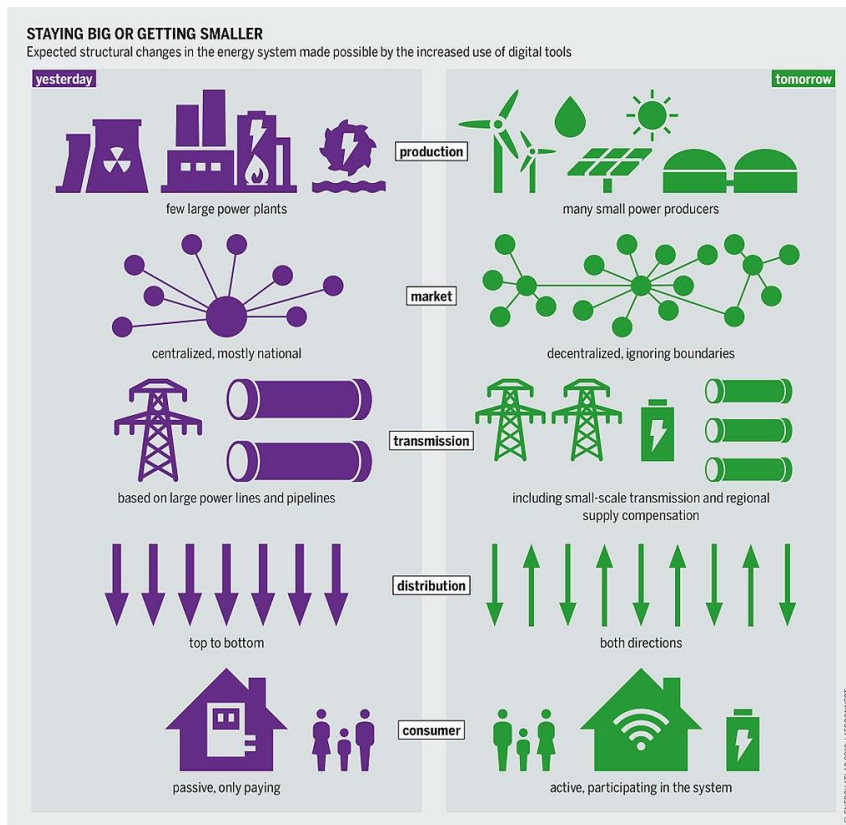 STAYING BIG OR GETTING SMALLER
Expected structural changes in the energy system made possible by the increased use of digital tools
yesterday
tomorrow
production
few large power plants
many small power producers
market
centralized, mostly national
decentralized, ignoring boundaries
transmission
based on large power lines and pipelines
including small-scale transmission and regional
supply compensation
distribution
top to bottom
both directions
consumer
passive, only paying
active, participating in the system